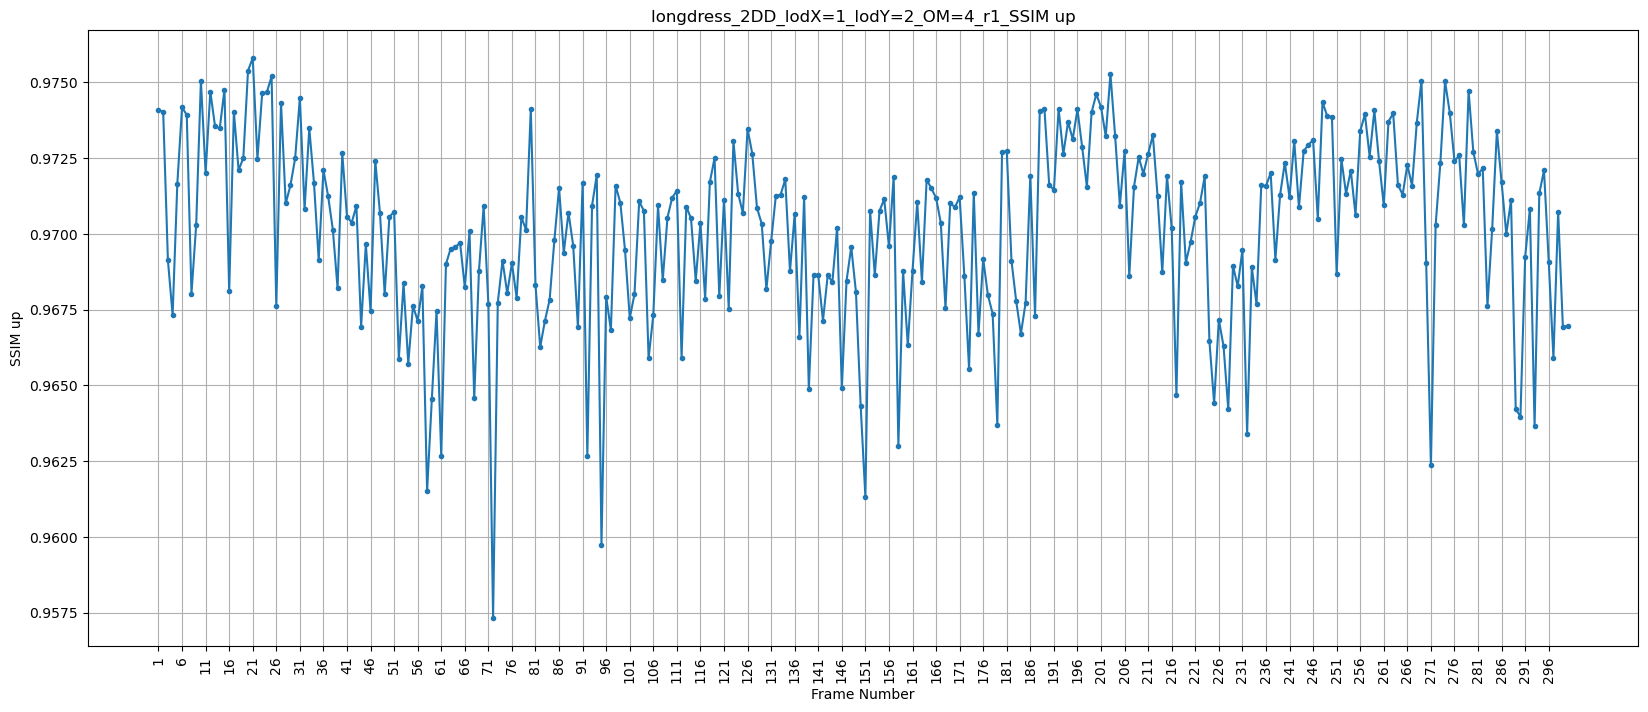 longdress_2DD_lodX=1_lodY=2_OM=4_r1_SSIM up
0.9750
0.9725
0.9700
0.9675
0.9650
0.9625
0.9600
0.9575
SSIM up
1 6 11 16 21 26 31 36 41 46 51 56 61 66 71 76 81 86 91 96 101 106 111 116 121 126 131 136 141 146 151 156 161 166 171 176 181 186 191 196 201 206 211 216 221 226 231 236 241 246 251 256 261 266 271 276 281 286 291 296
Frame Number